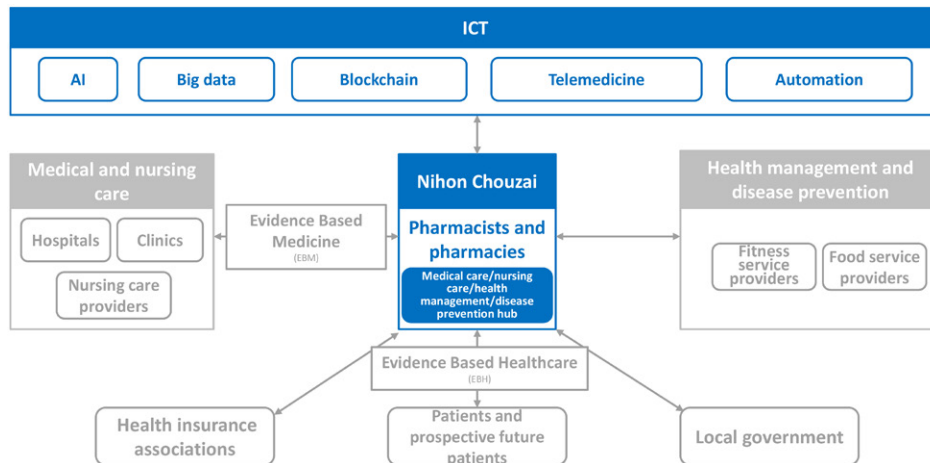 ICT
AI
Big data
Blockchain
Telemedicine
Automation
Medical and nursing
care
Hospitals
Clinics
Nursing care
providers
Evidence Based
Medicine
(EBM)
Nihon Chouzai
Pharmacists and
pharmacies
Medical care/nursing
care/health
management/disease
prevention hub
Health management and
disease prevention
Fitness
service
providers
Food service
providers
Evidence Based Healthcare
(EBH)
Health insurance
associations
Patients and
prospective future
patients
Local government